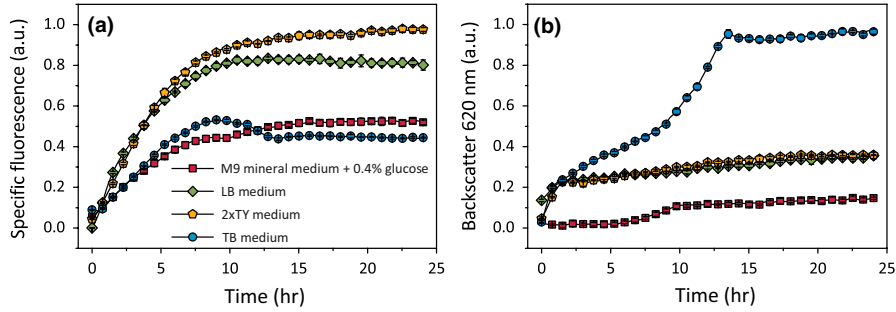 (a)
Specific fluorescence (a.u.)
1.0
0.8
0.6
0.4
0.2
0.0
M9 mineral medium + 0.4% glucose
LB medium
2xTY medium
TB medium
0 5 10 15 20 25
Time (hr)
(b)
Backscatter 620 nm (a.u.)
1.0
0.8
0.6
0.4
0.2
0.0
0 5 10 15 20 25
Time (hr)